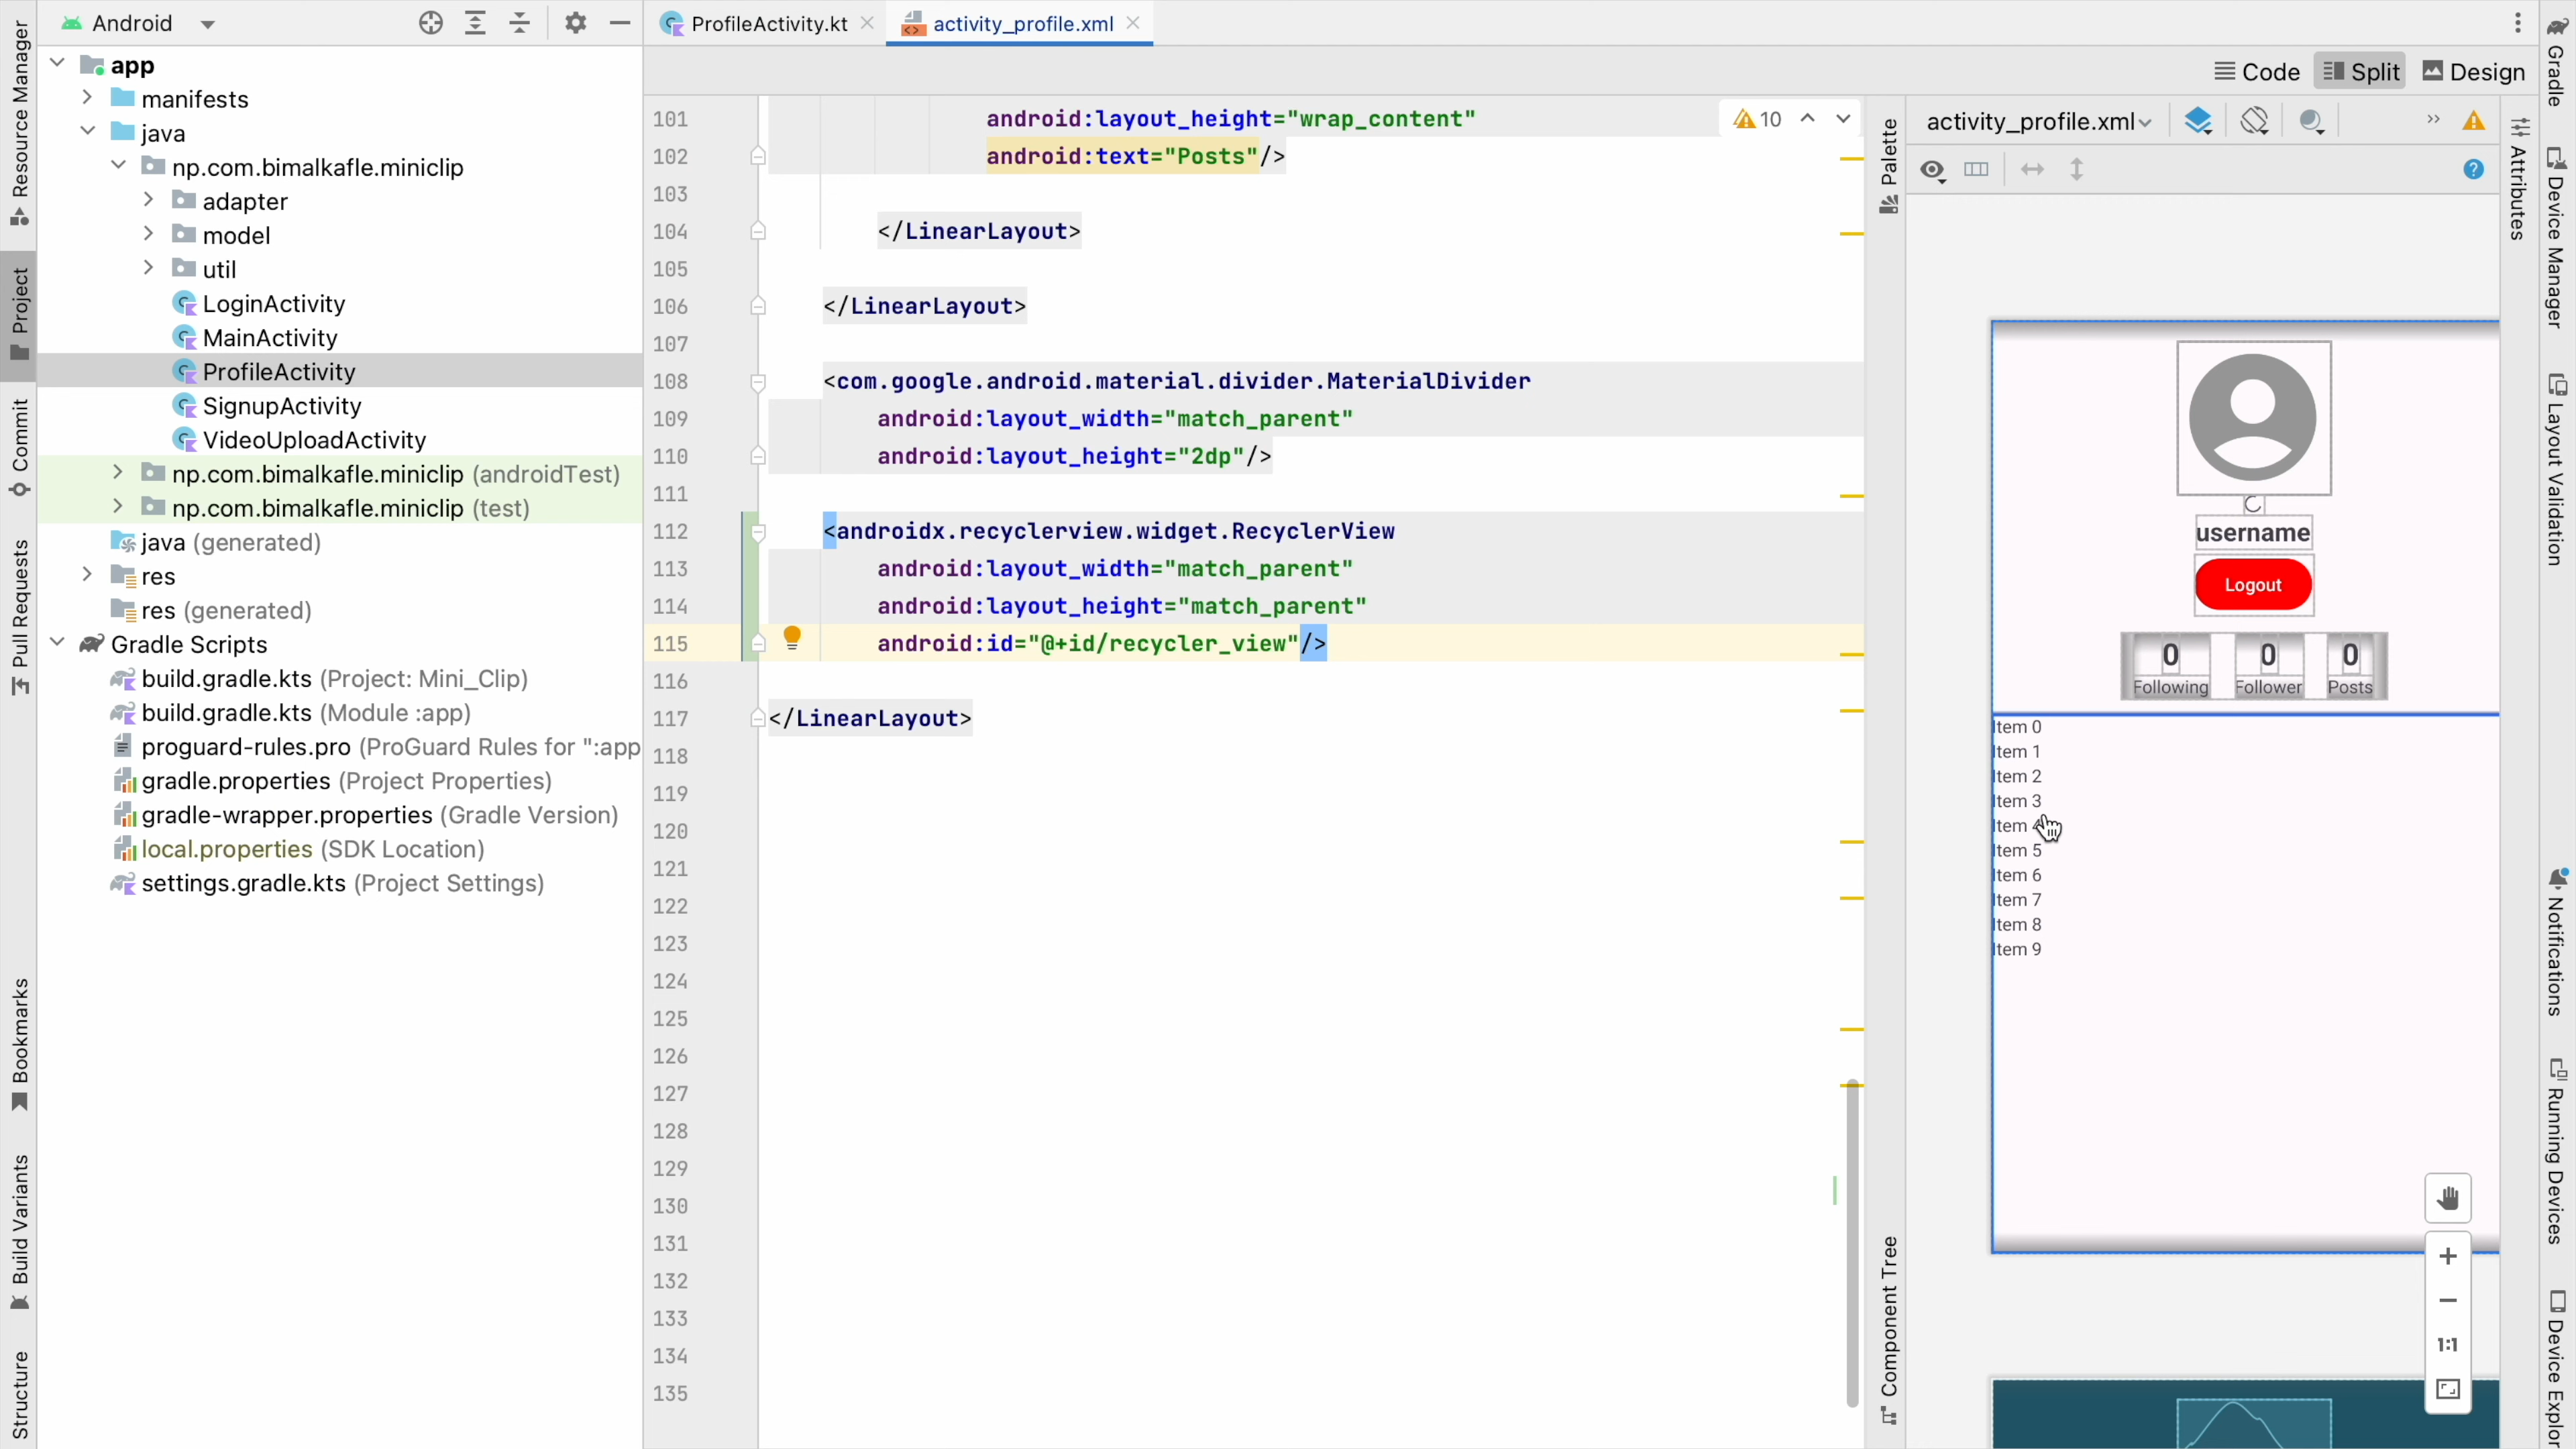 Android
ProfileActivity.kt
activity_profile.xml
Code
Split
Design
Resource Manager
Project
Commit
Pull Requests
Bookmarks
Build Variants
Structure
app
manifests
java
np.com.bimalkafle.miniclip
adapter
model
util
LoginActivity
MainActivity
ProfileActivity
SignupActivity
VideoUploadActivity
np.com.bimalkafle.miniclip (androidTest)
np.com.bimalkafle.miniclip (test)
java (generated)
res
res (generated)
Gradle Scripts
build.gradle.kts (Project: Mini_Clip)
build.gradle.kts (Module :app)
proguard-rules.pro (ProGuard Rules for ":app
gradle.properties (Project Properties)
gradle-wrapper.properties (Gradle Version)
local.properties (SDK Location)
settings.gradle.kts (Project Settings)
10
101 android:layout_height="wrap_content"
102 android:text="Posts"/>
103
104 </LinearLayout>
105
106 </LinearLayout>
107
108 <com.google.android.material.divider.MaterialDivider
109 android:layout_width="match_parent"
110 android:layout_height="2dp"/>
111
112 <androidx.recyclerview.widget.RecyclerView
113 android:layout_width="match_parent"
114 android:layout_height="match_parent"
115 android:id="@+id/recycler_view"/>
116
117 </LinearLayout>
118
119
120
121
122
123
124
125
126
127
128
129
130
131
132
133
134
135
Palette
Component Tree
activity_profile.xml
?
username
Logout
0 0 0
Following Follower Posts
Item 0
Item 1
Item 2
Item 3
Item
Item 5
Item 6
Item 7
Item 8
Item 9
1:1
Attributes
Gradle
Device Manager
Layout Validation
Notifications
Running Devices
Device Explor